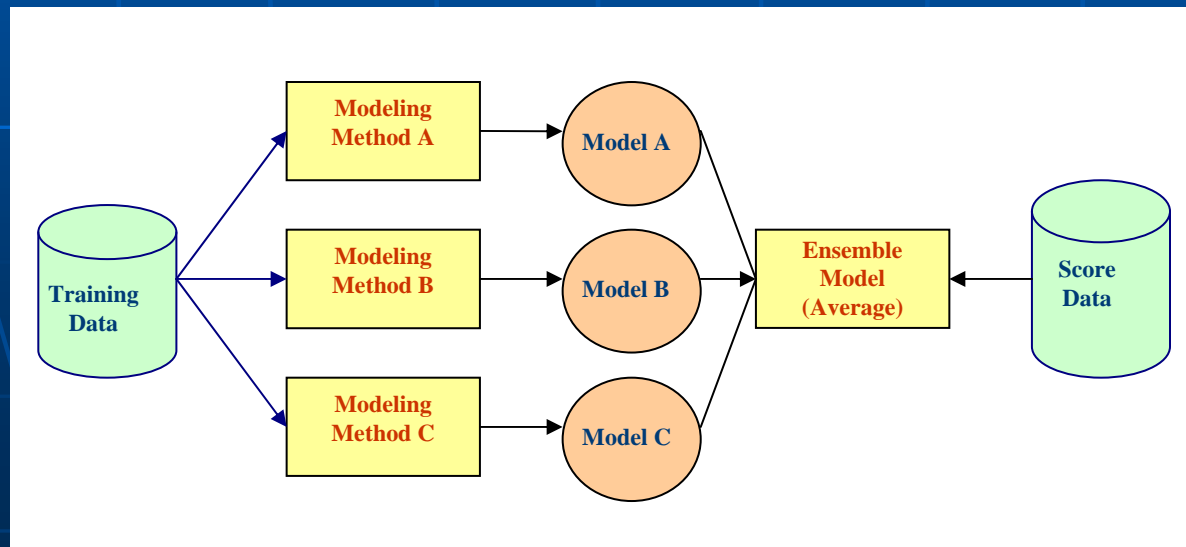 Modeling
Method A
Model A
Training
Data
Modeling
Method B
Model B
Ensemble
Model
(Average)
Score
Data
Modeling
Method C
Model C